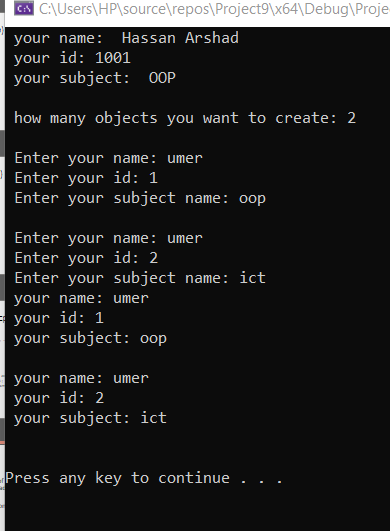 C:\Users\HP\source\repos\Project9\x64\Debug\Proje
your name:  Hassan Arshad
your id: 1001
your subject:  OOP
how many objects you want to create: 2
Enter your name: umer
Enter your id: 1
Enter your subject name: oop
Enter your name: umer
Enter your id: 2
Enter your subject name: ict
your name: umer
your id: 1
your subject: oop
your name: umer
your id: 2
your subject: ict
Press any key to continue . . .